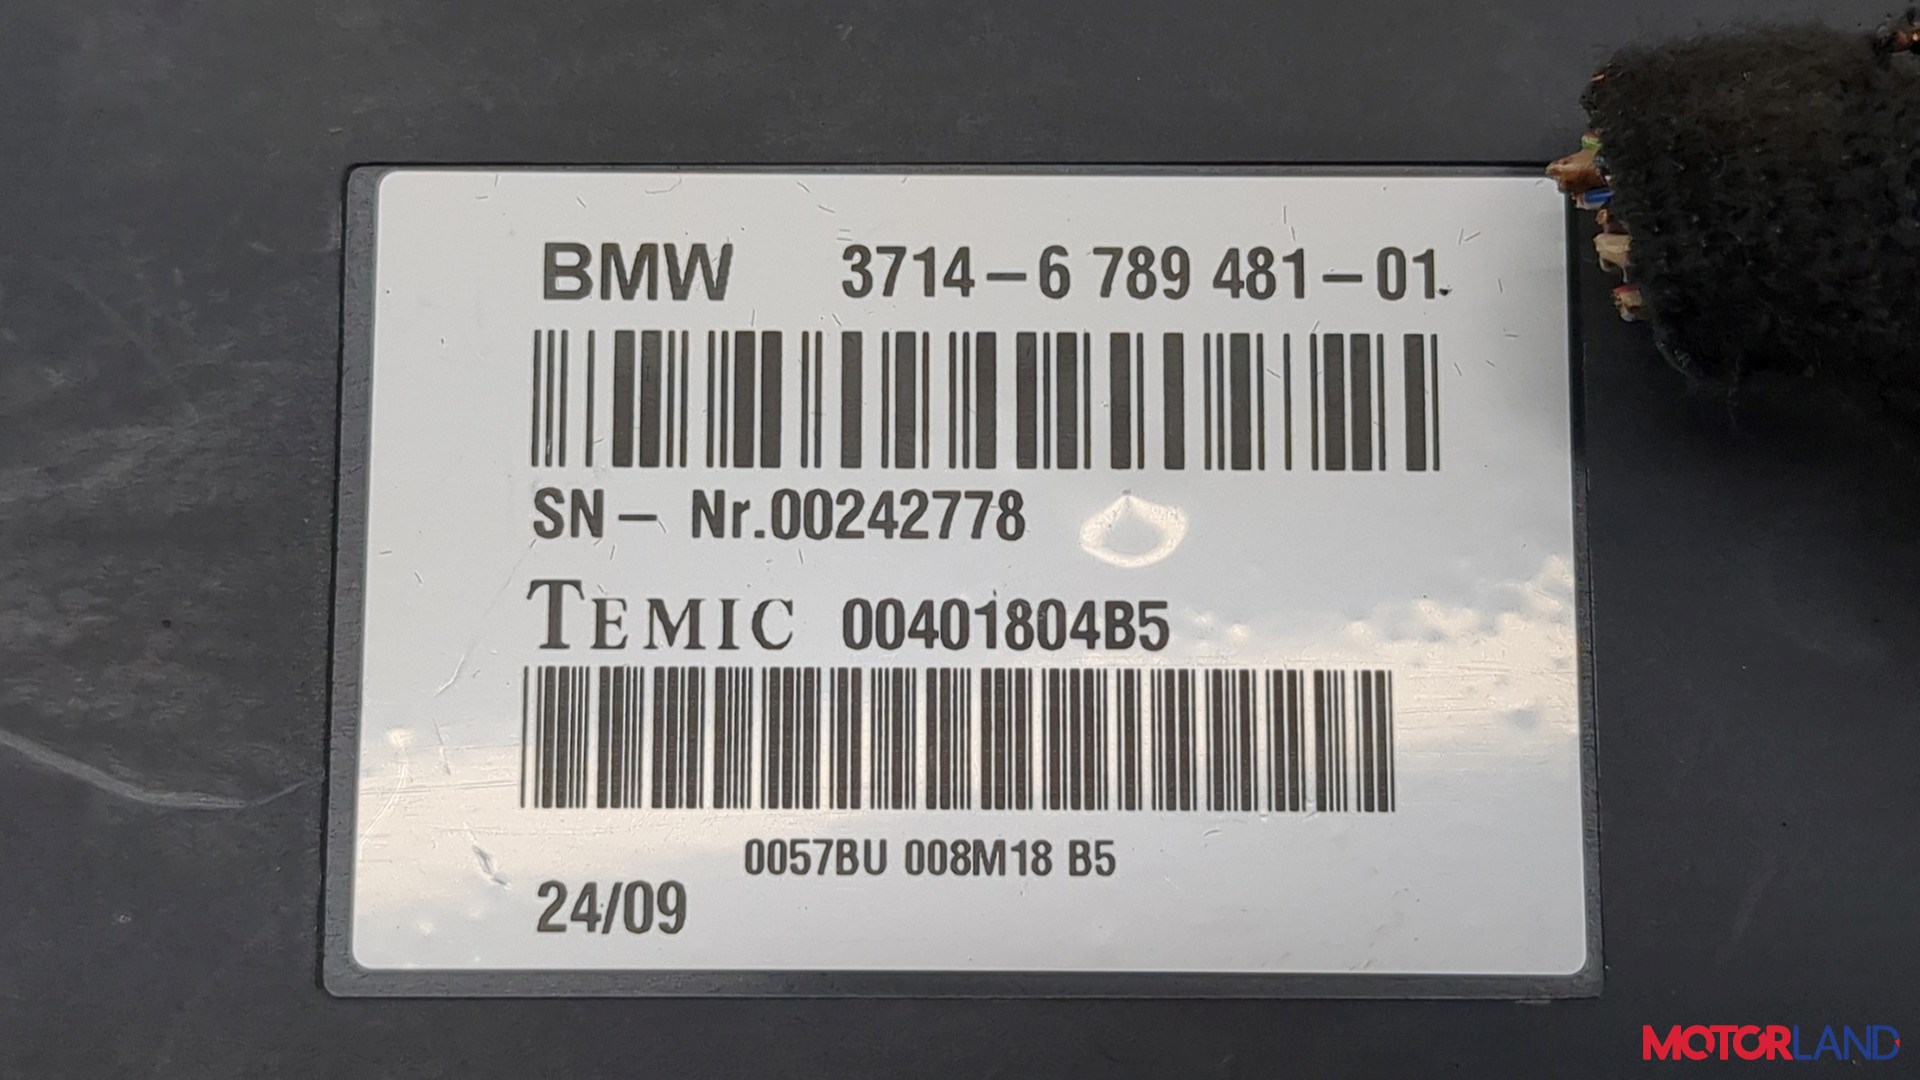 BMW 3714-6 789 481-01.
SN- Nr.00242778
TEMIC 00401804B5
0057BU 008M18 B5
24/09
MOTORLAND